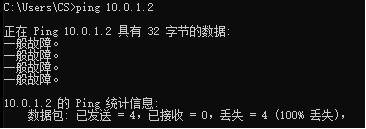 C:\Users\CS>ping 10.0.1.2
正在 Ping 10.0.1.2 具有 32 字节的数据:
一般故障。
一般故障。
一般故障。
一般故障。
10.0.1.2 的 Ping 统计信息:
数据包: 已发送 = 4，已接收 = 0，丢失 = 4 (100% 丢失)，